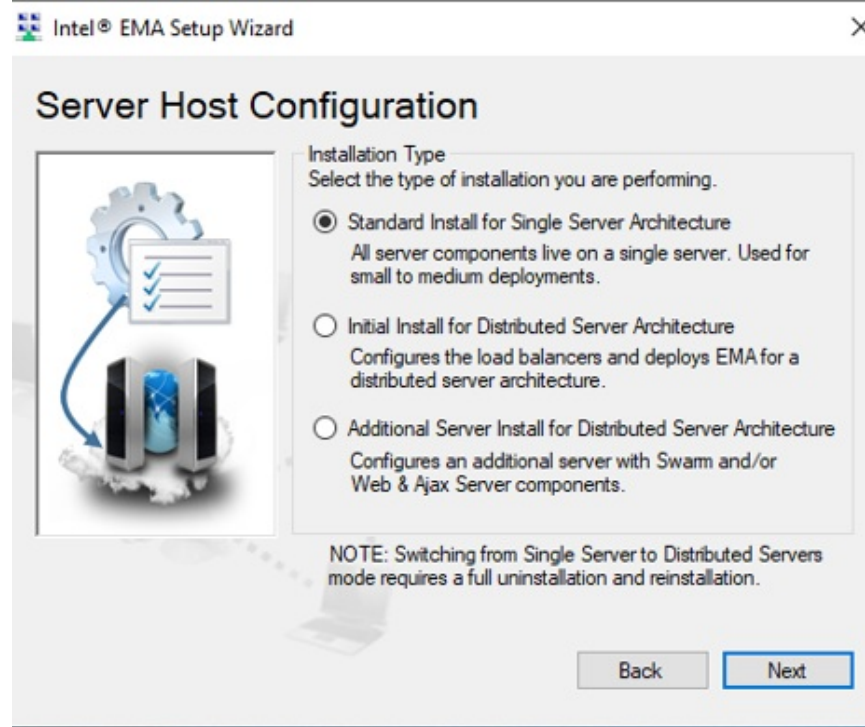 Intel® EMA Setup Wizard
Server Host Configuration
Installation Type
Select the type of installation you are performing.
Standard Install for Single Server Architecture
All server components live on a single server. Used for
small to medium deployments.
Initial Install for Distributed Server Architecture
Configures the load balancers and deploys EMA for a
distributed server architecture.
Additional Server Install for Distributed Server Architecture
Configures an additional server with Swarm and/or
Web & Ajax Server components.
NOTE: Switching from Single Server to Distributed Servers
mode requires a full uninstallation and reinstallation.
Back Next